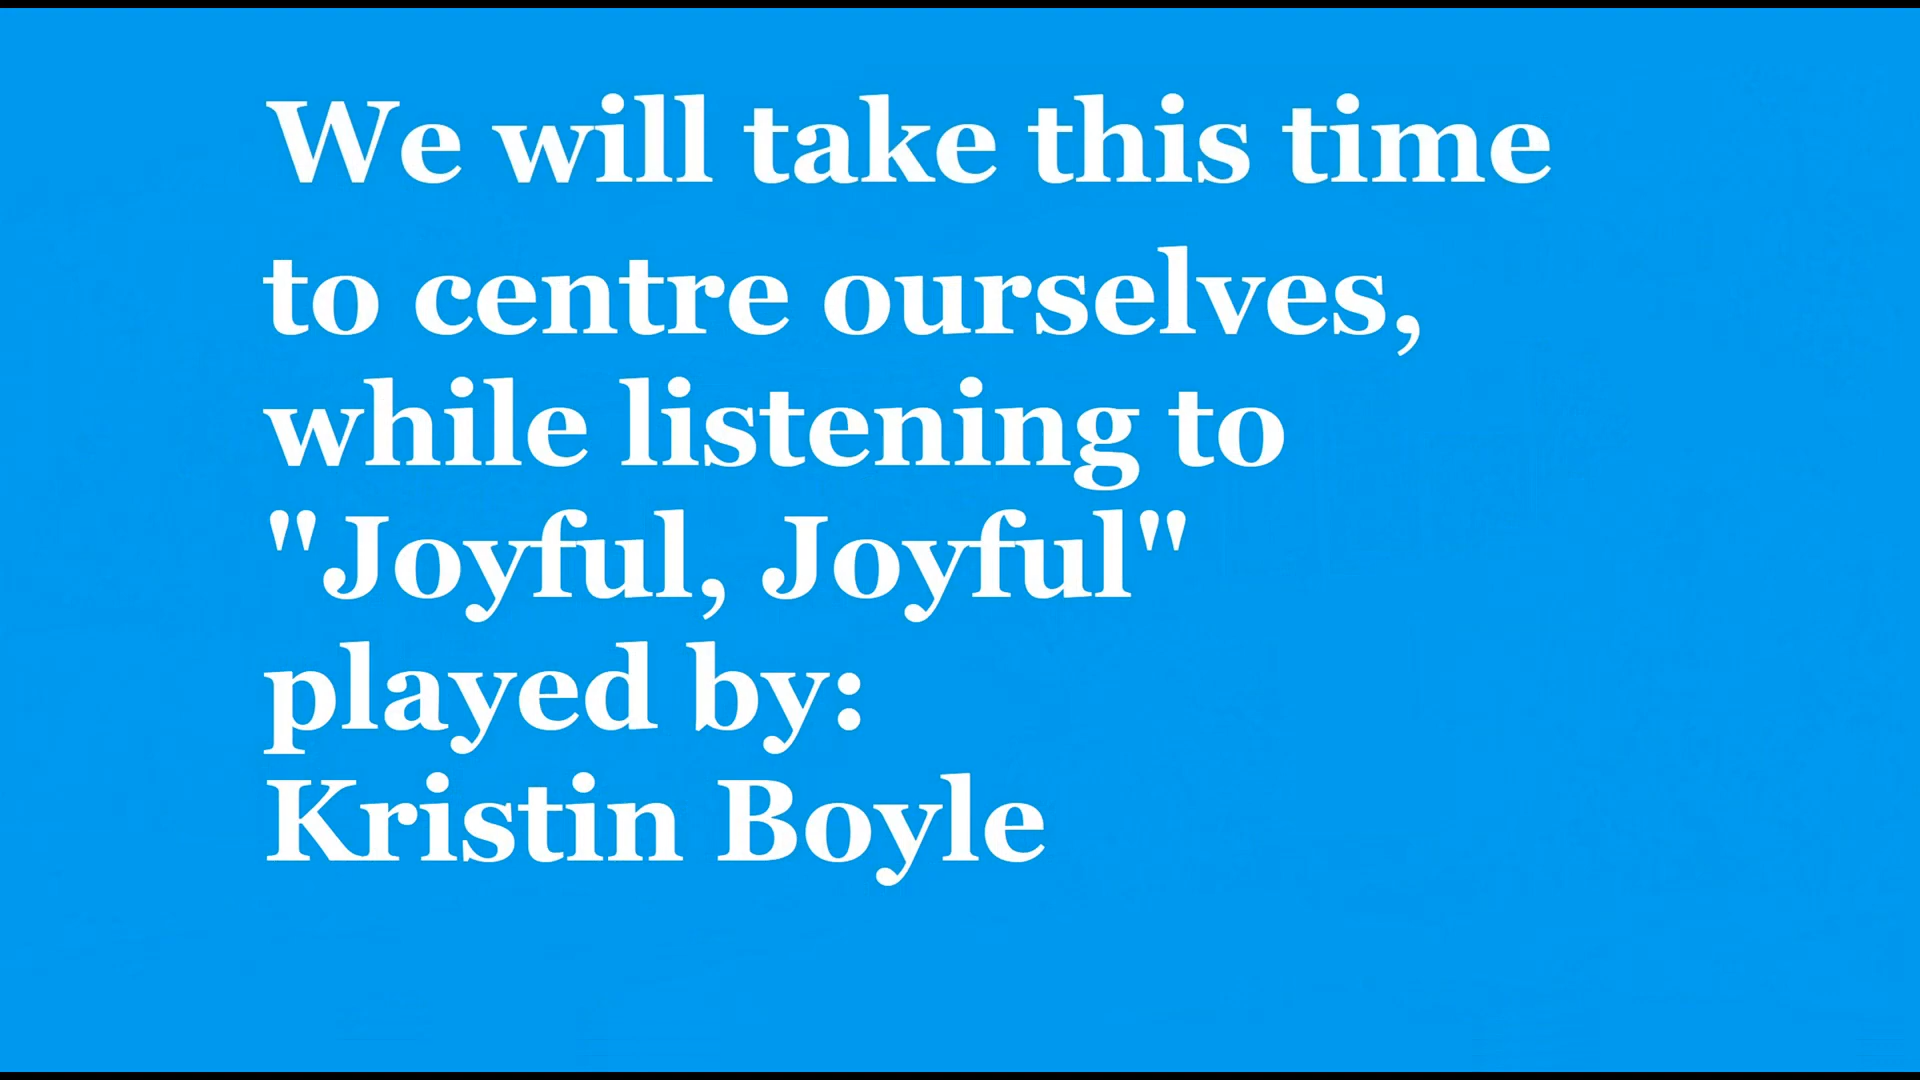 We will take this time
to centre ourselves,
while listening to
"Joyful, Joyful"
played by:
Kristin Boyle